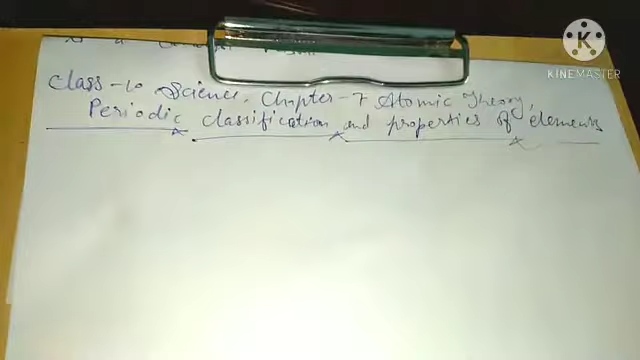 Class-10 Science, Chapter-7 Atomic Theory,
Periodic classification and properties of elements
KINEMASTER